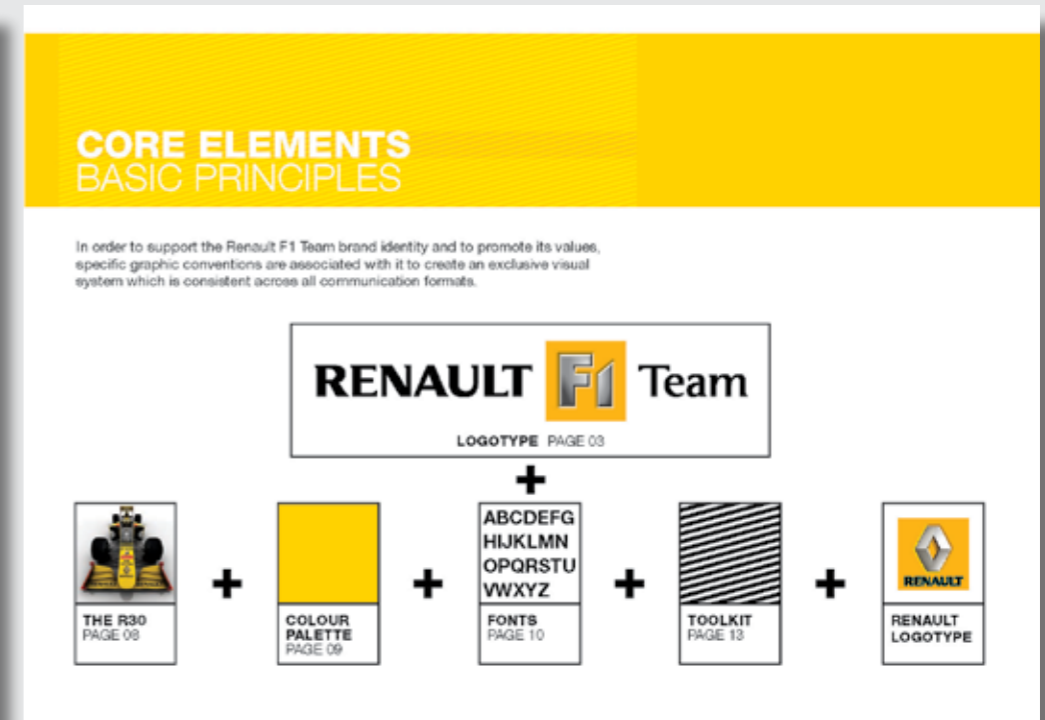 CORE ELEMENTS
BASIC PRINCIPLES
In order to support the Renault F1 Team brand identity and to promote its values,
specific graphic conventions are associated with it to create an exclusive visual
system which is consistent across all communication formats.
RENAULT F1 Team
LOGOTYPE PAGE 03
+
ABCDEFG
HIJKLMN
OPQRSTU
VWXYZ
+ + + +
RENAULT
THE R30
PAGE 08
COLOUR
PALETTE
PAGE 09
FONTS
PAGE 10
TOOLKIT
PAGE 13
RENAULT
LOGOTYPE